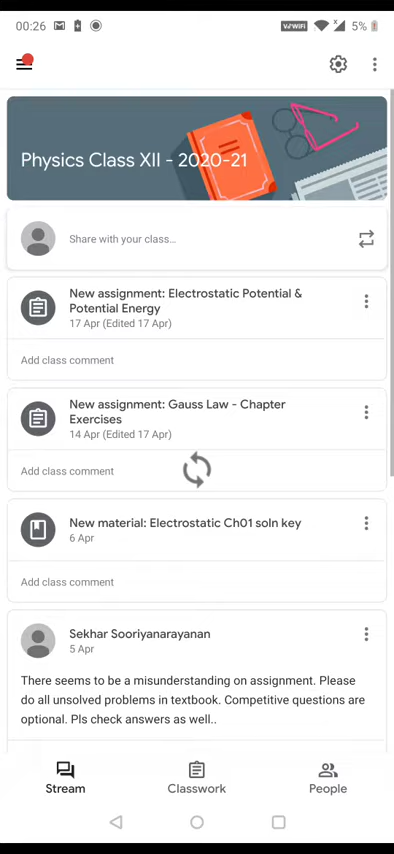 00:26
VoWiFi
5%
Physics Class XII - 2020-21
Share with your class...
New assignment: Electrostatic Potential &
Potential Energy
17 Apr (Edited 17 Apr)
Add class comment
New assignment: Gauss Law - Chapter
Exercises
14 Apr (Edited 17 Apr)
Add class comment
New material: Electrostatic Ch01 soln key
6 Apr
Add class comment
Sekhar Sooriyanarayanan
5 Apr
There seems to be a misunderstanding on assignment. Please
do all unsolved problems in textbook. Competitive questions are
optional. Pls check answers as well..
Stream
Classwork
People